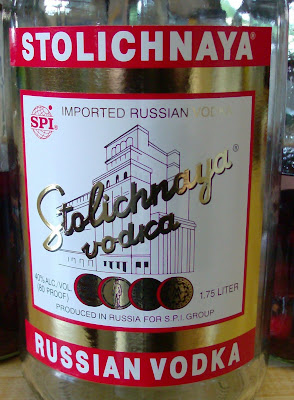 STOLICHNAYA®
IMPORTED RUSSIAN VODKA
SPI®
Stolichnaya®
vodka
40% ALC./VOL.
(80 PROOF)
1.75 LITER
PRODUCED IN RUSSIA FOR S.P.I. GROUP
RUSSIAN VODKA